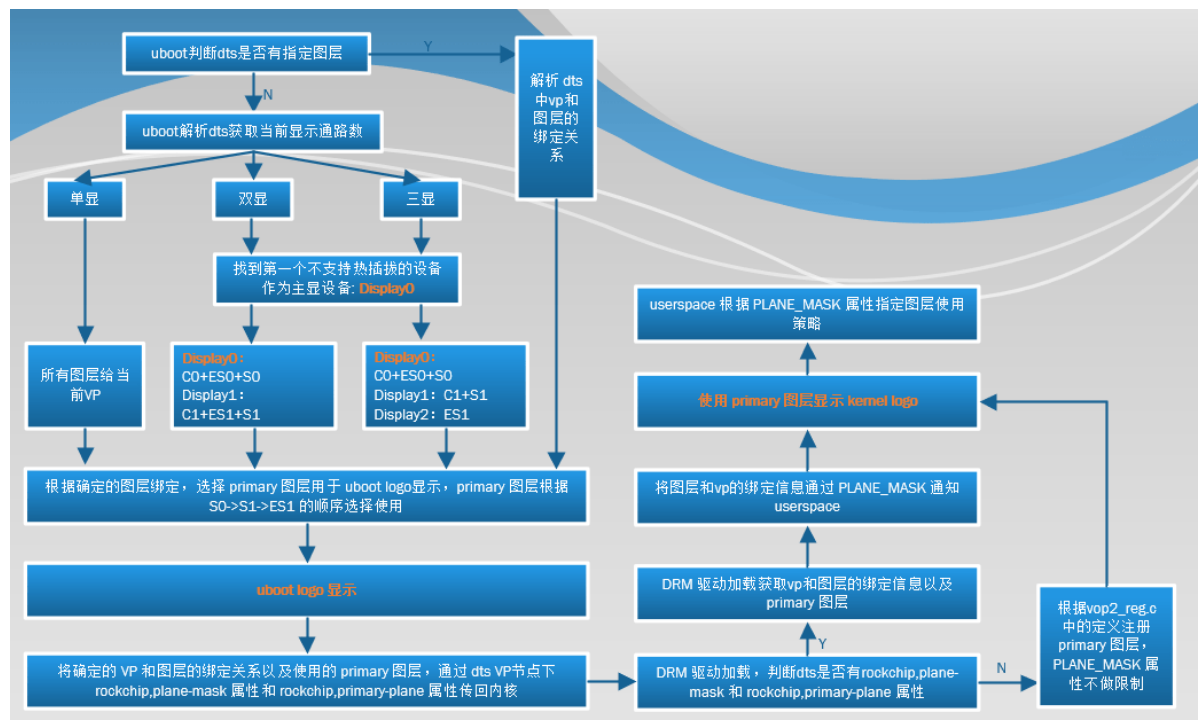 uboot判断dts是否有指定图层
Y
N
解析 dts
中vp和
图层的
绑定关
系
uboot解析dts获取当前显示通路数
单显
双显
三显
找到第一个不支持热插拔的设备
作为主显设备: Display0
所有图层给当
前VP
Display0：
C0+ES0+S0
Display1：
C1+ES1+S1
Display0：
C0+ES0+S0
Display1：C1+S1
Display2：ES1
根据确定的图层绑定，选择 primary 图层用于 uboot logo显示，primary 图层根据
S0->S1->ES1 的顺序选择使用
uboot logo 显示
将确定的 VP 和图层的绑定关系以及使用的 primary 图层，通过 dts VP节点下
rockchip,plane-mask 属性和 rockchip,primary-plane 属性传回内核
userspace 根据 PLANE_MASK 属性指定图层使用
策略
使用 primary 图层显示 kernel logo
将图层和vp的绑定信息通过 PLANE_MASK 通知
userspace
DRM 驱动加载获取vp和图层的绑定信息以及
primary 图层
Y
DRM 驱动加载，判断dts是否有rockchip,plane-
mask 和 rockchip,primary-plane 属性
N
根据vop2_reg.c
中的定义注册
primary 图层，
PLANE_MASK 属
性不做限制